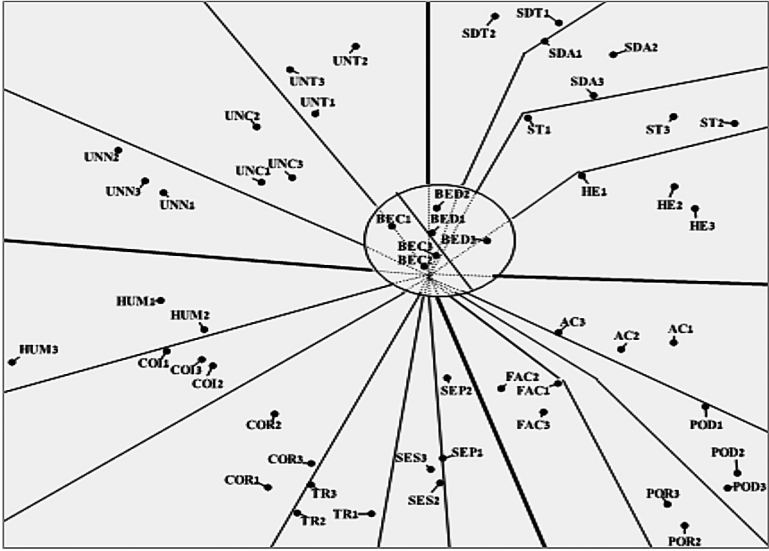 SDT1
SDT2
SDA1
SDA2
SDA3
UNT2
UNT3
UNT1
UNC2
UNC1
UNC3
UNN2
UNN3
UNN1
ST1
ST3
ST2
HE1
HE2
HE3
BED2
BEC1
BED1
BEC3
BEC2
HUM2
HUM3
COI1
COI3
COI2
AC3
AC2
AC1
SEP2
FAC2
FAC1
FAC3
POD1
POD2
POD3
POR3
POR2
COR2
COR3
COR1
TR3
TR2
TR1
SES3
SEP1
SES2